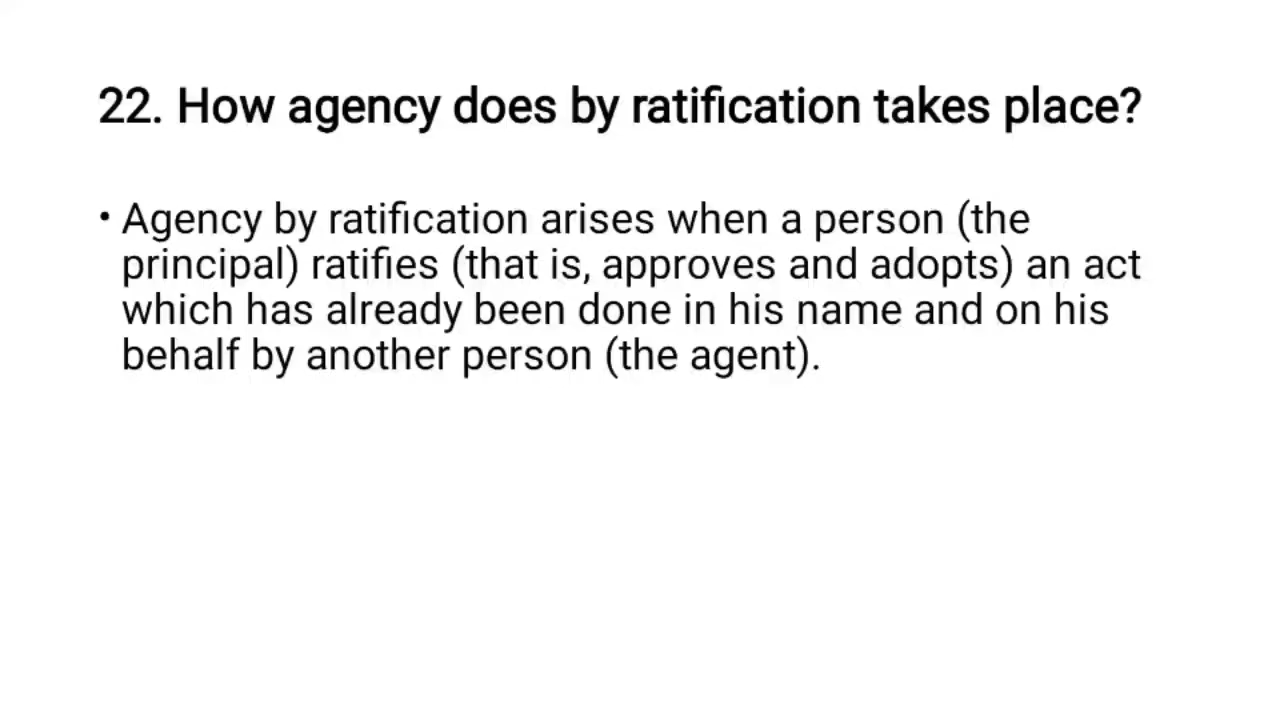 22. How agency does by ratification takes place?
• Agency by ratification arises when a person (the
principal) ratifies (that is, approves and adopts) an act
which has already been done in his name and on his
behalf by another person (the agent).